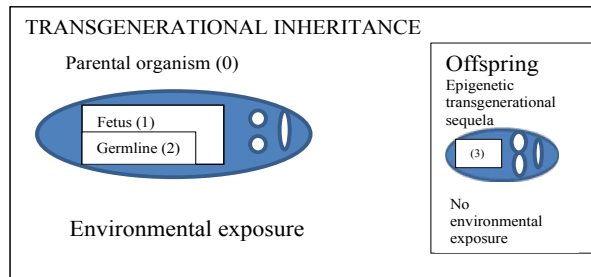 TRANSGENERATIONAL INHERITANCE
Parental organism (0)
Fetus (1)
Germline (2)
Environmental exposure
Offspring
Epigenetic
transgenerational
sequela
(3)
No
environmental
exposure